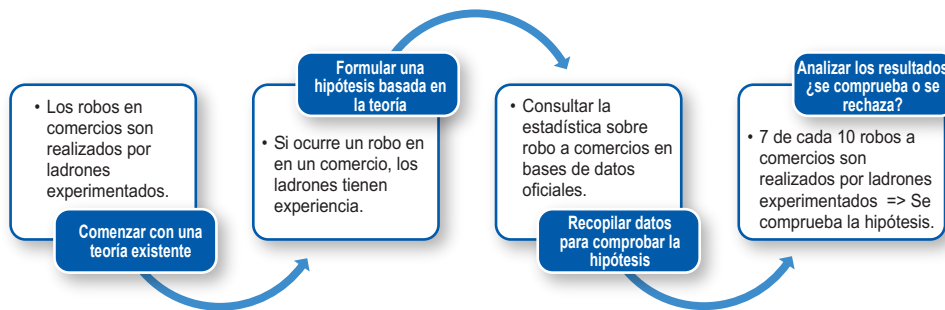 • Los robos en
comercios son
realizados por
ladrones
experimentados.
Comenzar con una
teoría existente
Formular una
hipótesis basada en
la teoría
• Si ocurre un robo en
en un comercio, los
ladrones tienen
experiencia.
• Consultar la
estadística sobre
robo a comercios en
bases de datos
oficiales.
Recopilar datos
para comprobar la
hipótesis
Analizar los resultados
¿se comprueba o se
rechaza?
• 7 de cada 10 robos a
comercios son
realizados por ladrones
experimentados => Se
comprueba la hipótesis.